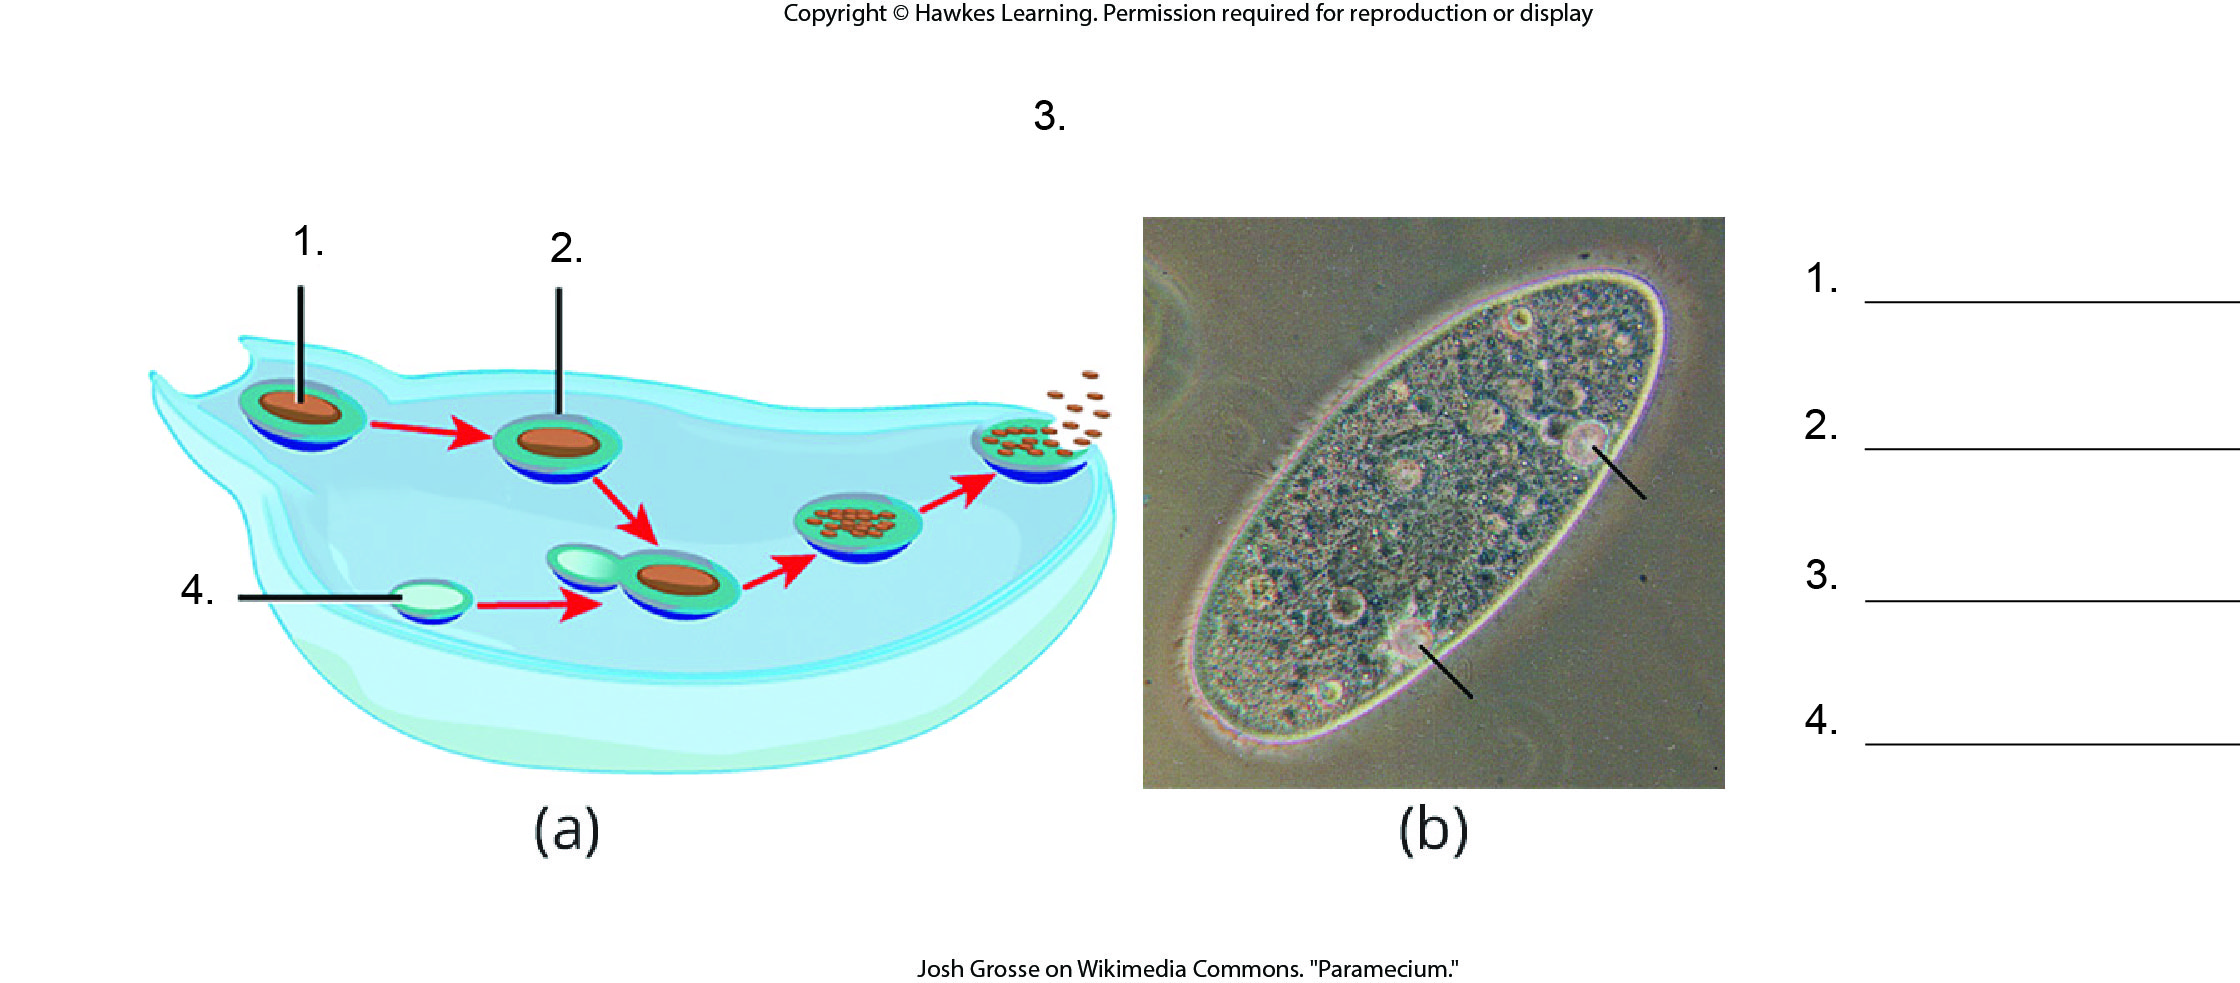 Copyright © Hawkes Learning. Permission required for reproduction or display
3.
1.
2.
4.
1.
2.
3.
4.
(a)
(b)
Josh Grosse on Wikimedia Commons. "Paramecium."